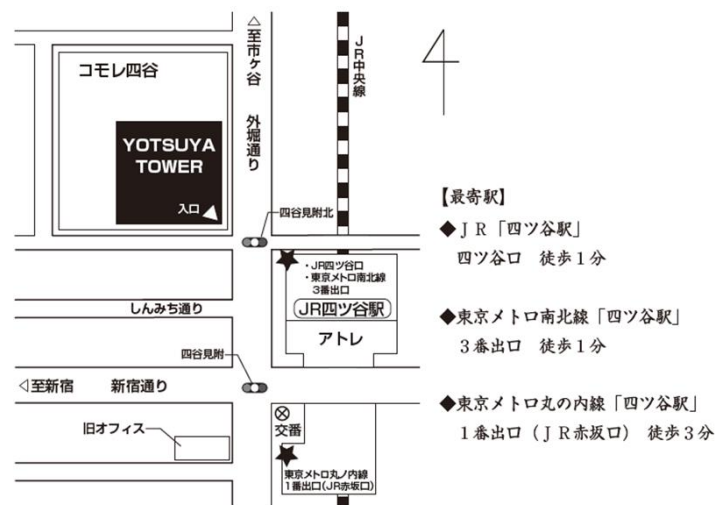 コモレ四谷
YOTSUYA
TOWER
入口
△至市ヶ谷
外堀通り
JR中央線
四谷見附北
・JR四ツ谷口
・東京メトロ南北線
3番出口
JR四ツ谷駅
アトレ
しんみち通り
四谷見附
◁至新宿 新宿通り
旧オフィス
交番
東京メトロ丸ノ内線
1番出口(JR赤坂口)
【最寄駅】
◆JR「四ツ谷駅」
四ツ谷口 徒歩1分
◆東京メトロ南北線「四ツ谷駅」
3番出口 徒歩1分
◆東京メトロ丸の内線「四ツ谷駅」
1番出口(JR赤坂口) 徒歩3分